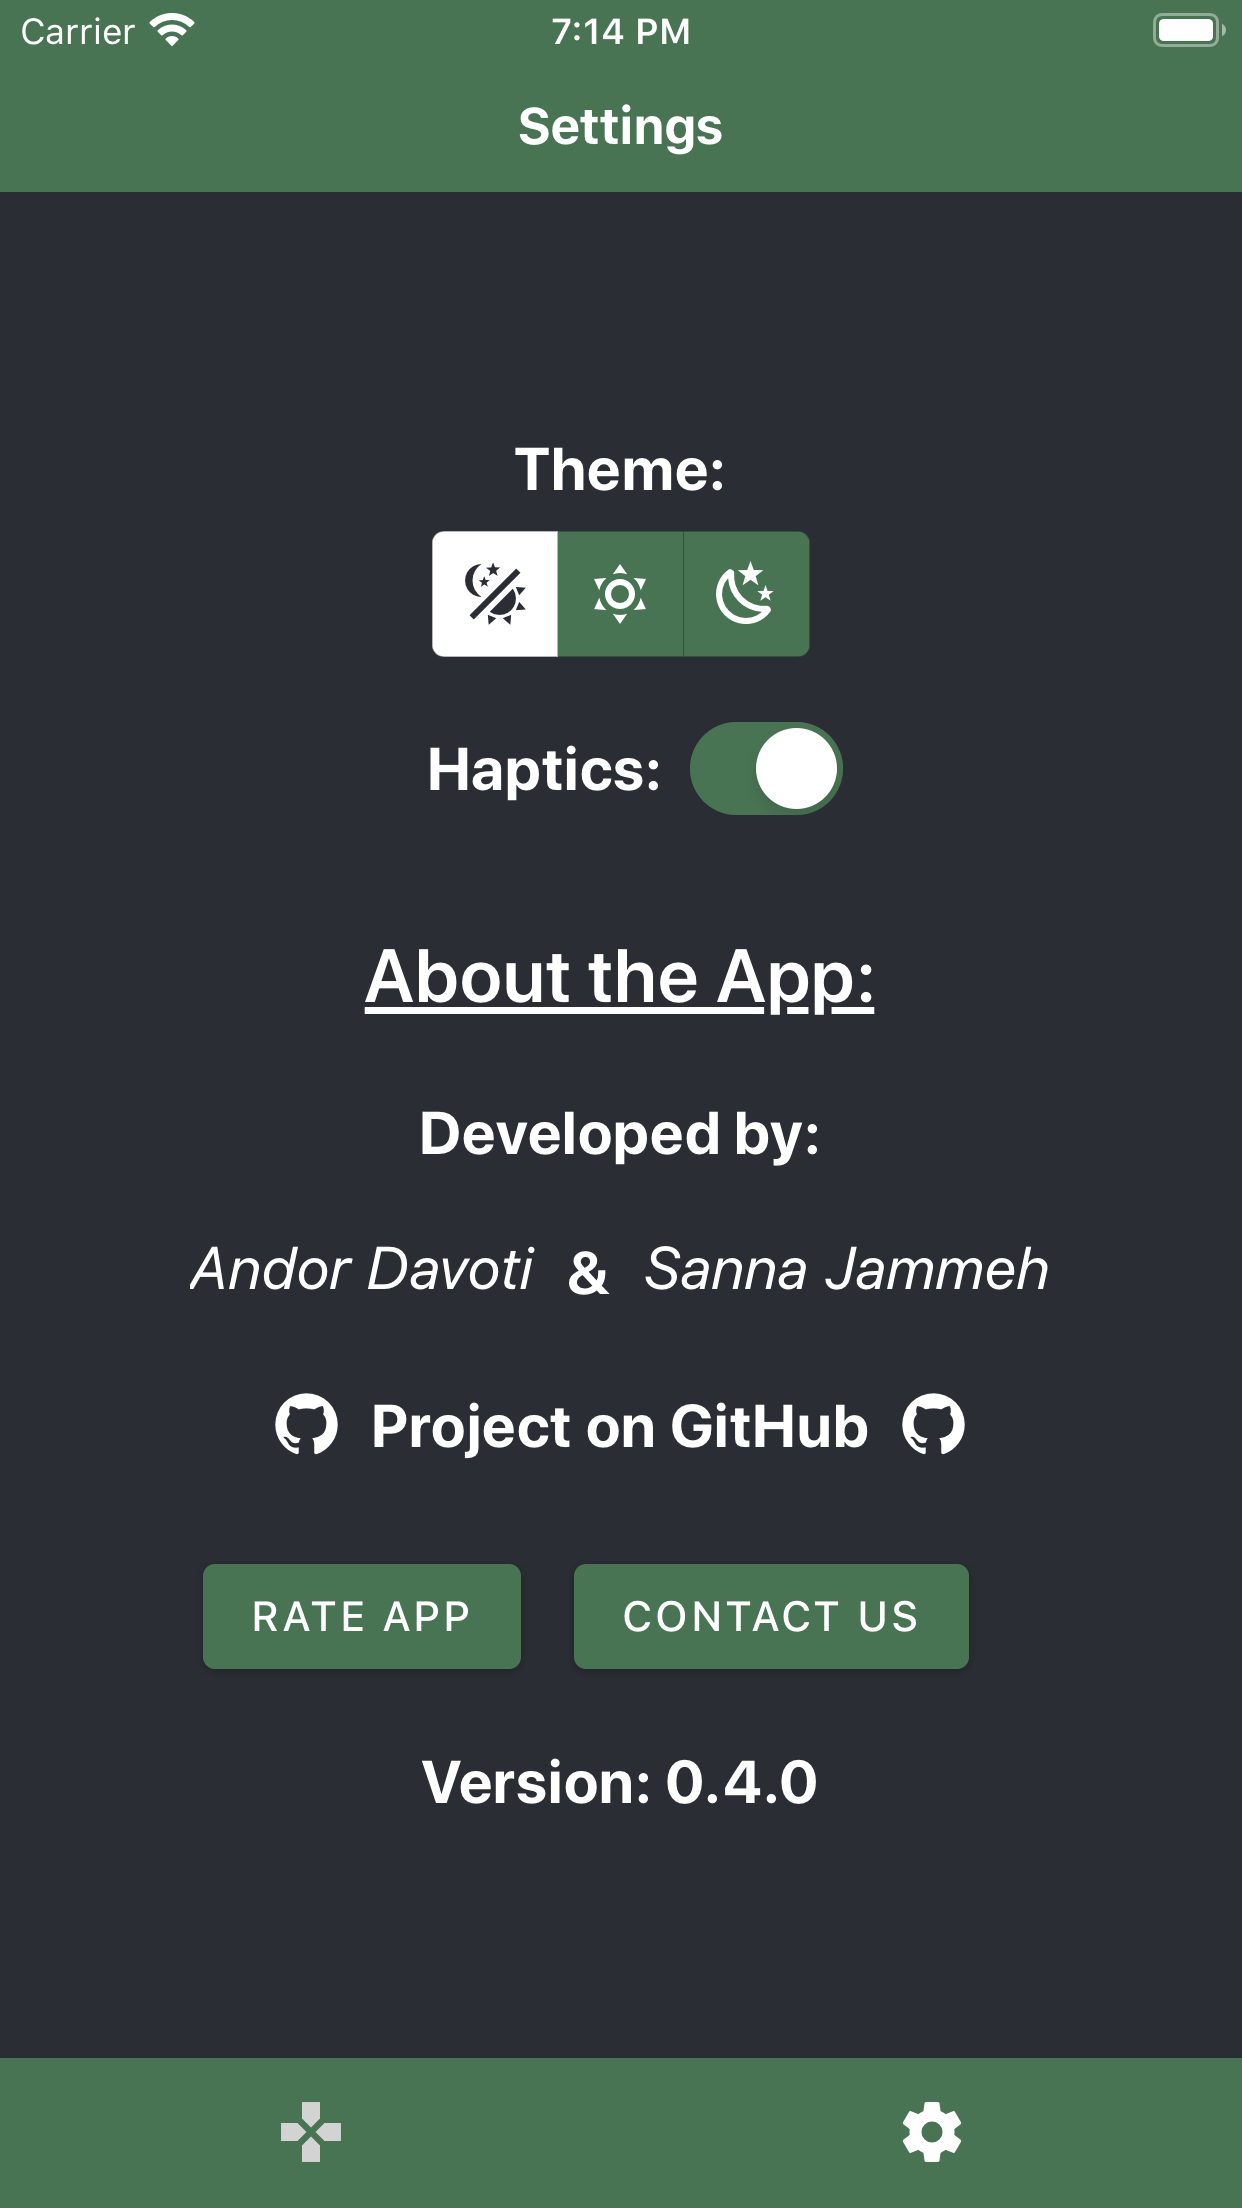 Carrier 7:14 PM
Settings
Theme:
Haptics:
About the App:
Developed by:
Andor Davoti & Sanna Jammeh
Project on GitHub
RATE APP CONTACT US
Version: 0.4.0